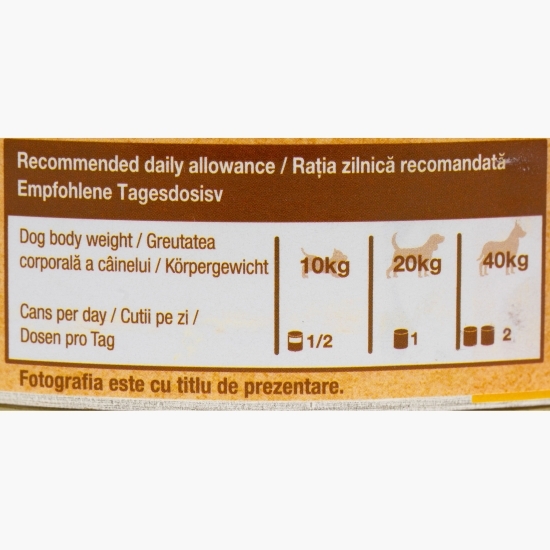 Recommended daily allowance / Rația zilnică recomandată
Empfohlene Tagesdosisv
Dog body weight / Greutatea
corporală a câinelui / Körpergewicht
10kg 20kg 40kg
Cans per day / Cutii pe zi /
Dosen pro Tag
1/2 1 2
Fotografia este cu titlu de prezentare.